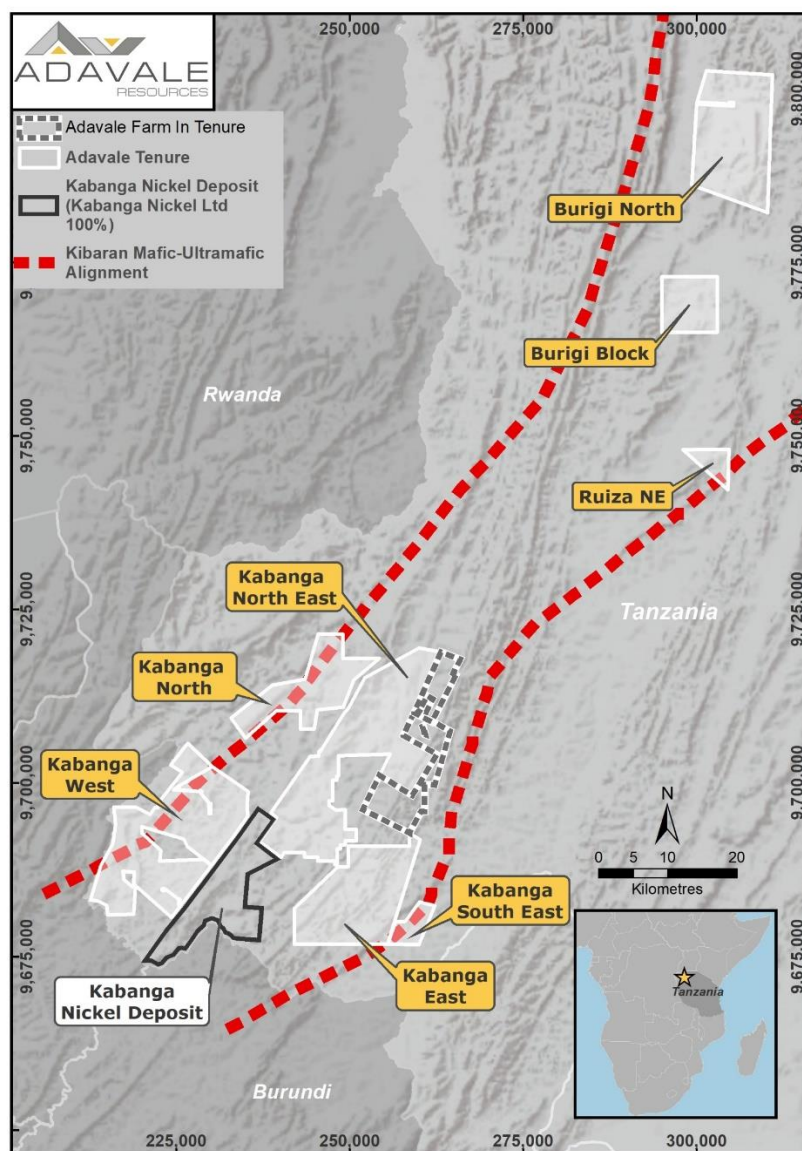 ADAVALE
RESOURCES
Adavale Farm In Tenure
Adavale Tenure
Kabanga Nickel Deposit
(Kabanga Nickel Ltd
100%)
Kibaran Mafic-Ultramafic
Alignment
250,000
275,000
300,000
9,800,000
9,775,000
9
9,750,000
9,750,000
9,725,000
9,725,000
9,700,000
9,700,000
9,675,000
9,675,000
Burigi North
Burigi Block
Rwanda
Ruiza NE
Kabanga
North East
Tanzania
Kabanga
North
Kabanga
West
N
0
10
20
Kilometres
Kabanga
South East
Kabanga
East
Kabanga
Nickel Deposit
Tanzania
Burundi
225,000
250,000
275,000
300,000